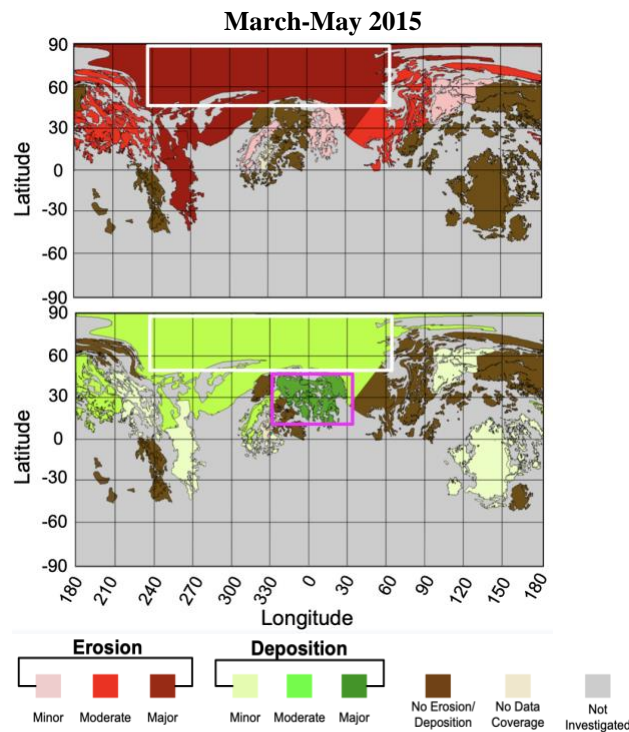 March-May 2015
90
60
30
0
-30
-60
-90
Latitude
90
60
30
0
-30
-60
-90
Latitude
180 210 240 270 300 330 0 30 60 90 120 150 180
Longitude
Erosion
Deposition
Minor Moderate Major
Minor Moderate Major
No Erosion/
Deposition
No Data
Coverage
Not
Investigated